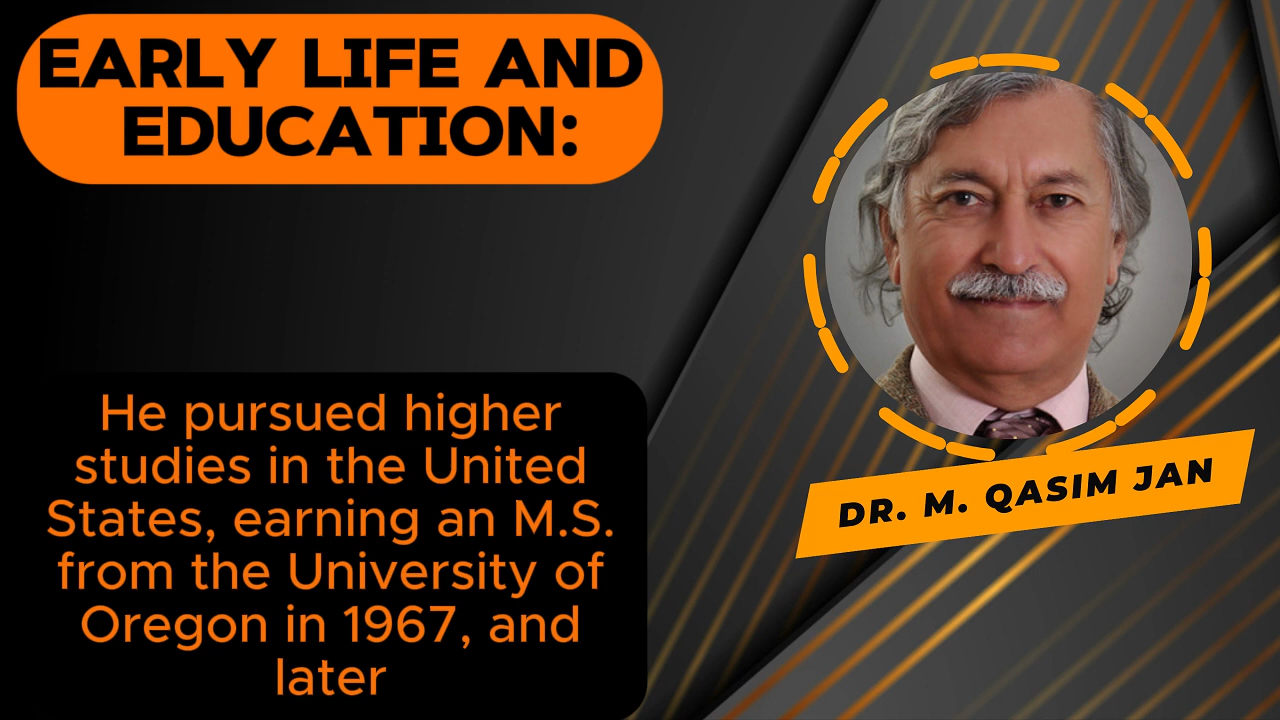 EARLY LIFE AND
EDUCATION:
He pursued higher
studies in the United
States, earning an M.S.
from the University of
Oregon in 1967, and
later
DR. M. QASIM JAN